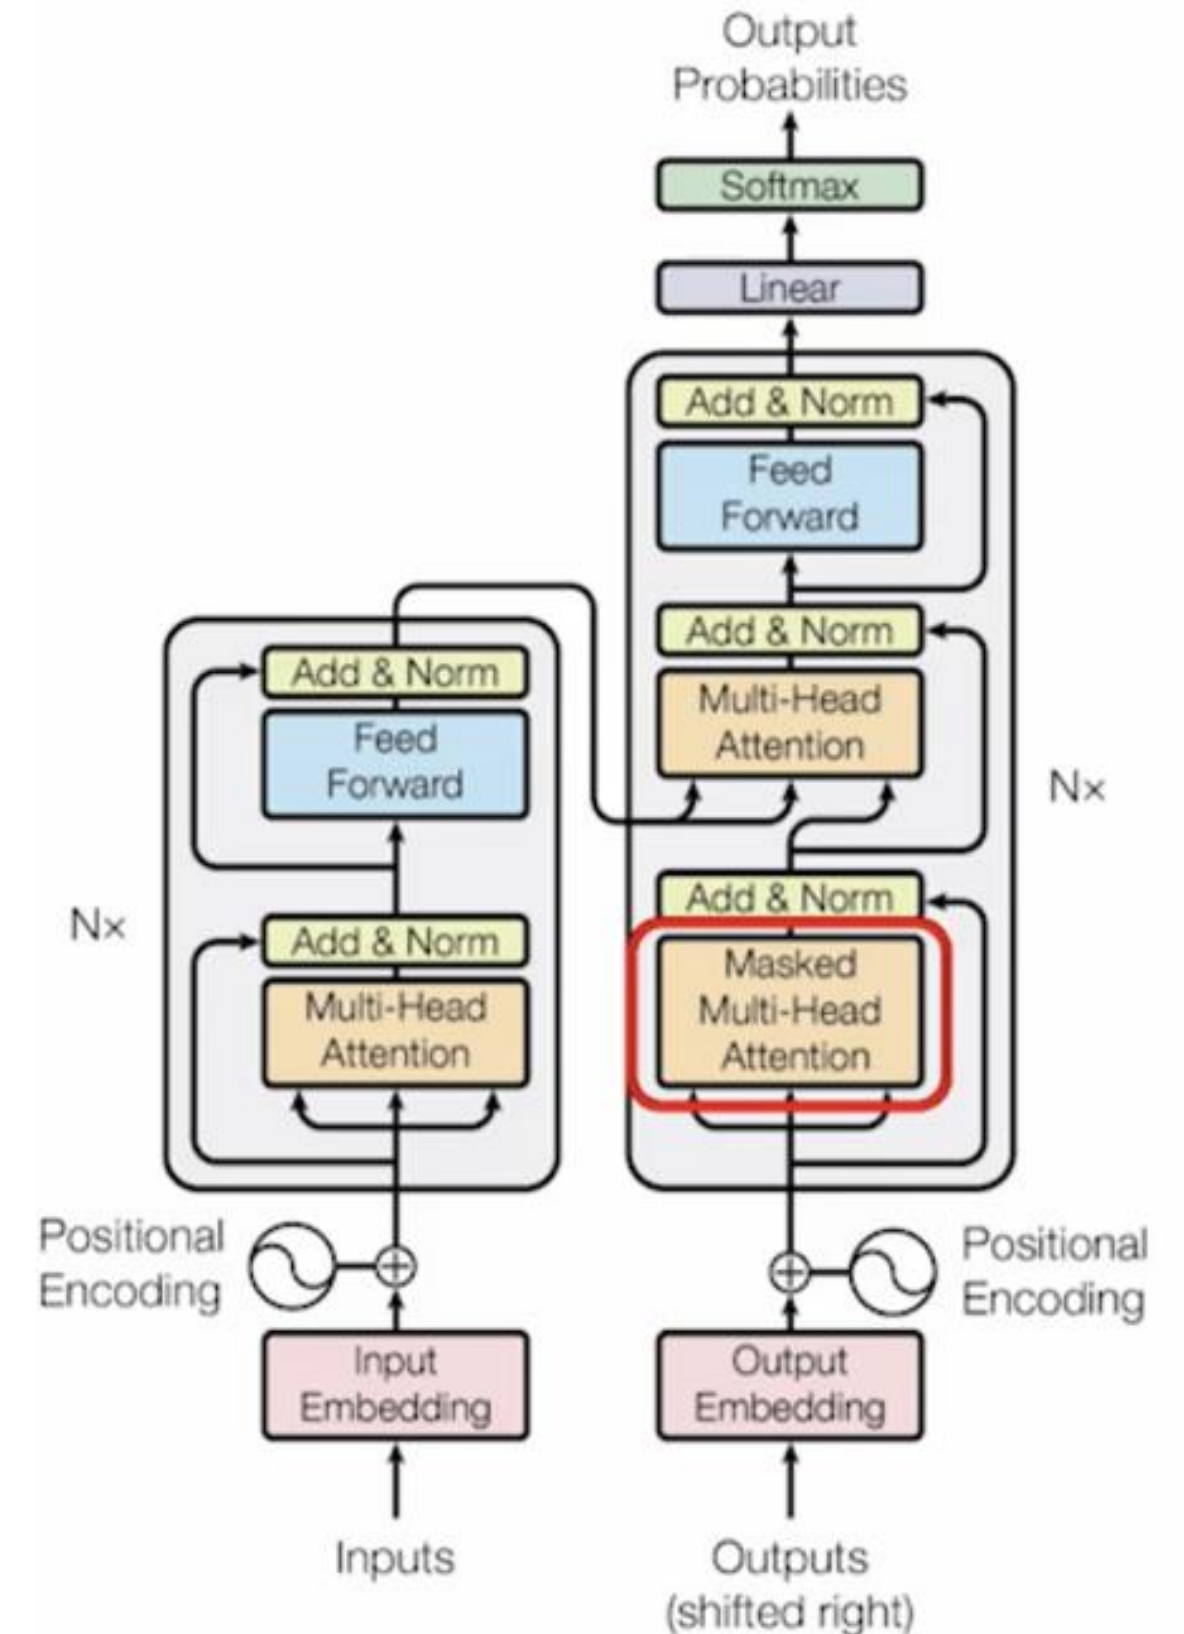 Output
Probabilities
Softmax
Linear
Add & Norm
Feed
Forward
Add & Norm
Multi-Head
Attention
Nx
Add & Norm
Masked
Multi-Head
Attention
Add & Norm
Feed
Forward
Nx
Add & Norm
Multi-Head
Attention
Positional
Encoding
Positional
Encoding
Input
Embedding
Output
Embedding
Inputs
Outputs
(shifted right)